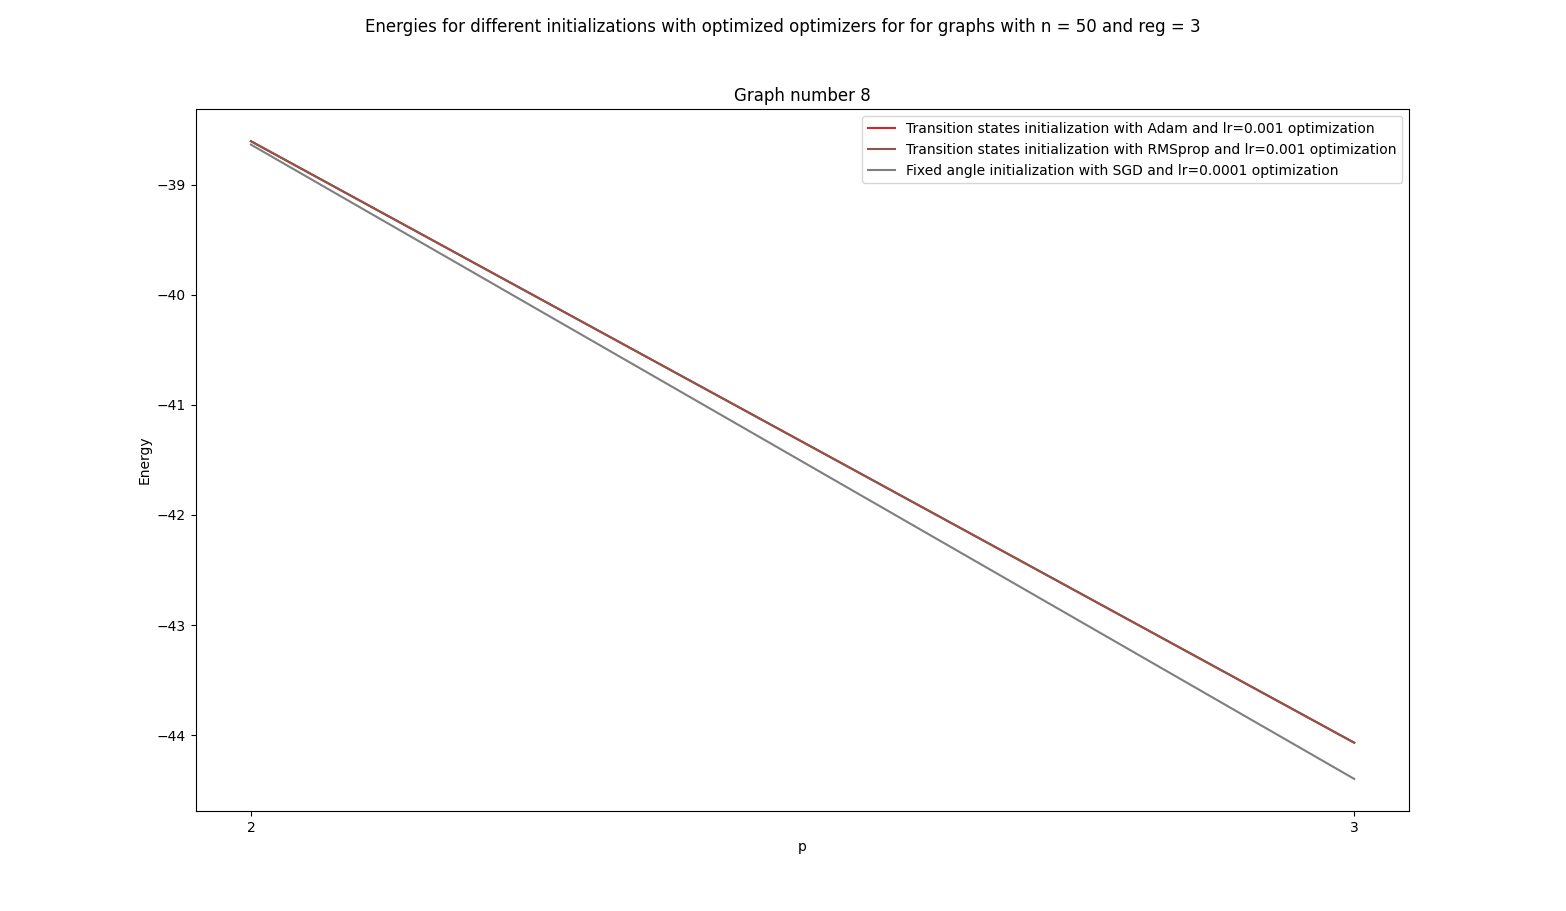 Energies for different initializations with optimized optimizers for for graphs with n = 50 and reg = 3
Graph number 8
Transition states initialization with Adam and lr=0.001 optimization
Transition states initialization with RMSprop and lr=0.001 optimization
Fixed angle initialization with SGD and lr=0.0001 optimization
−39
−40
−41
−42
−43
−44
Energy
2
3
p